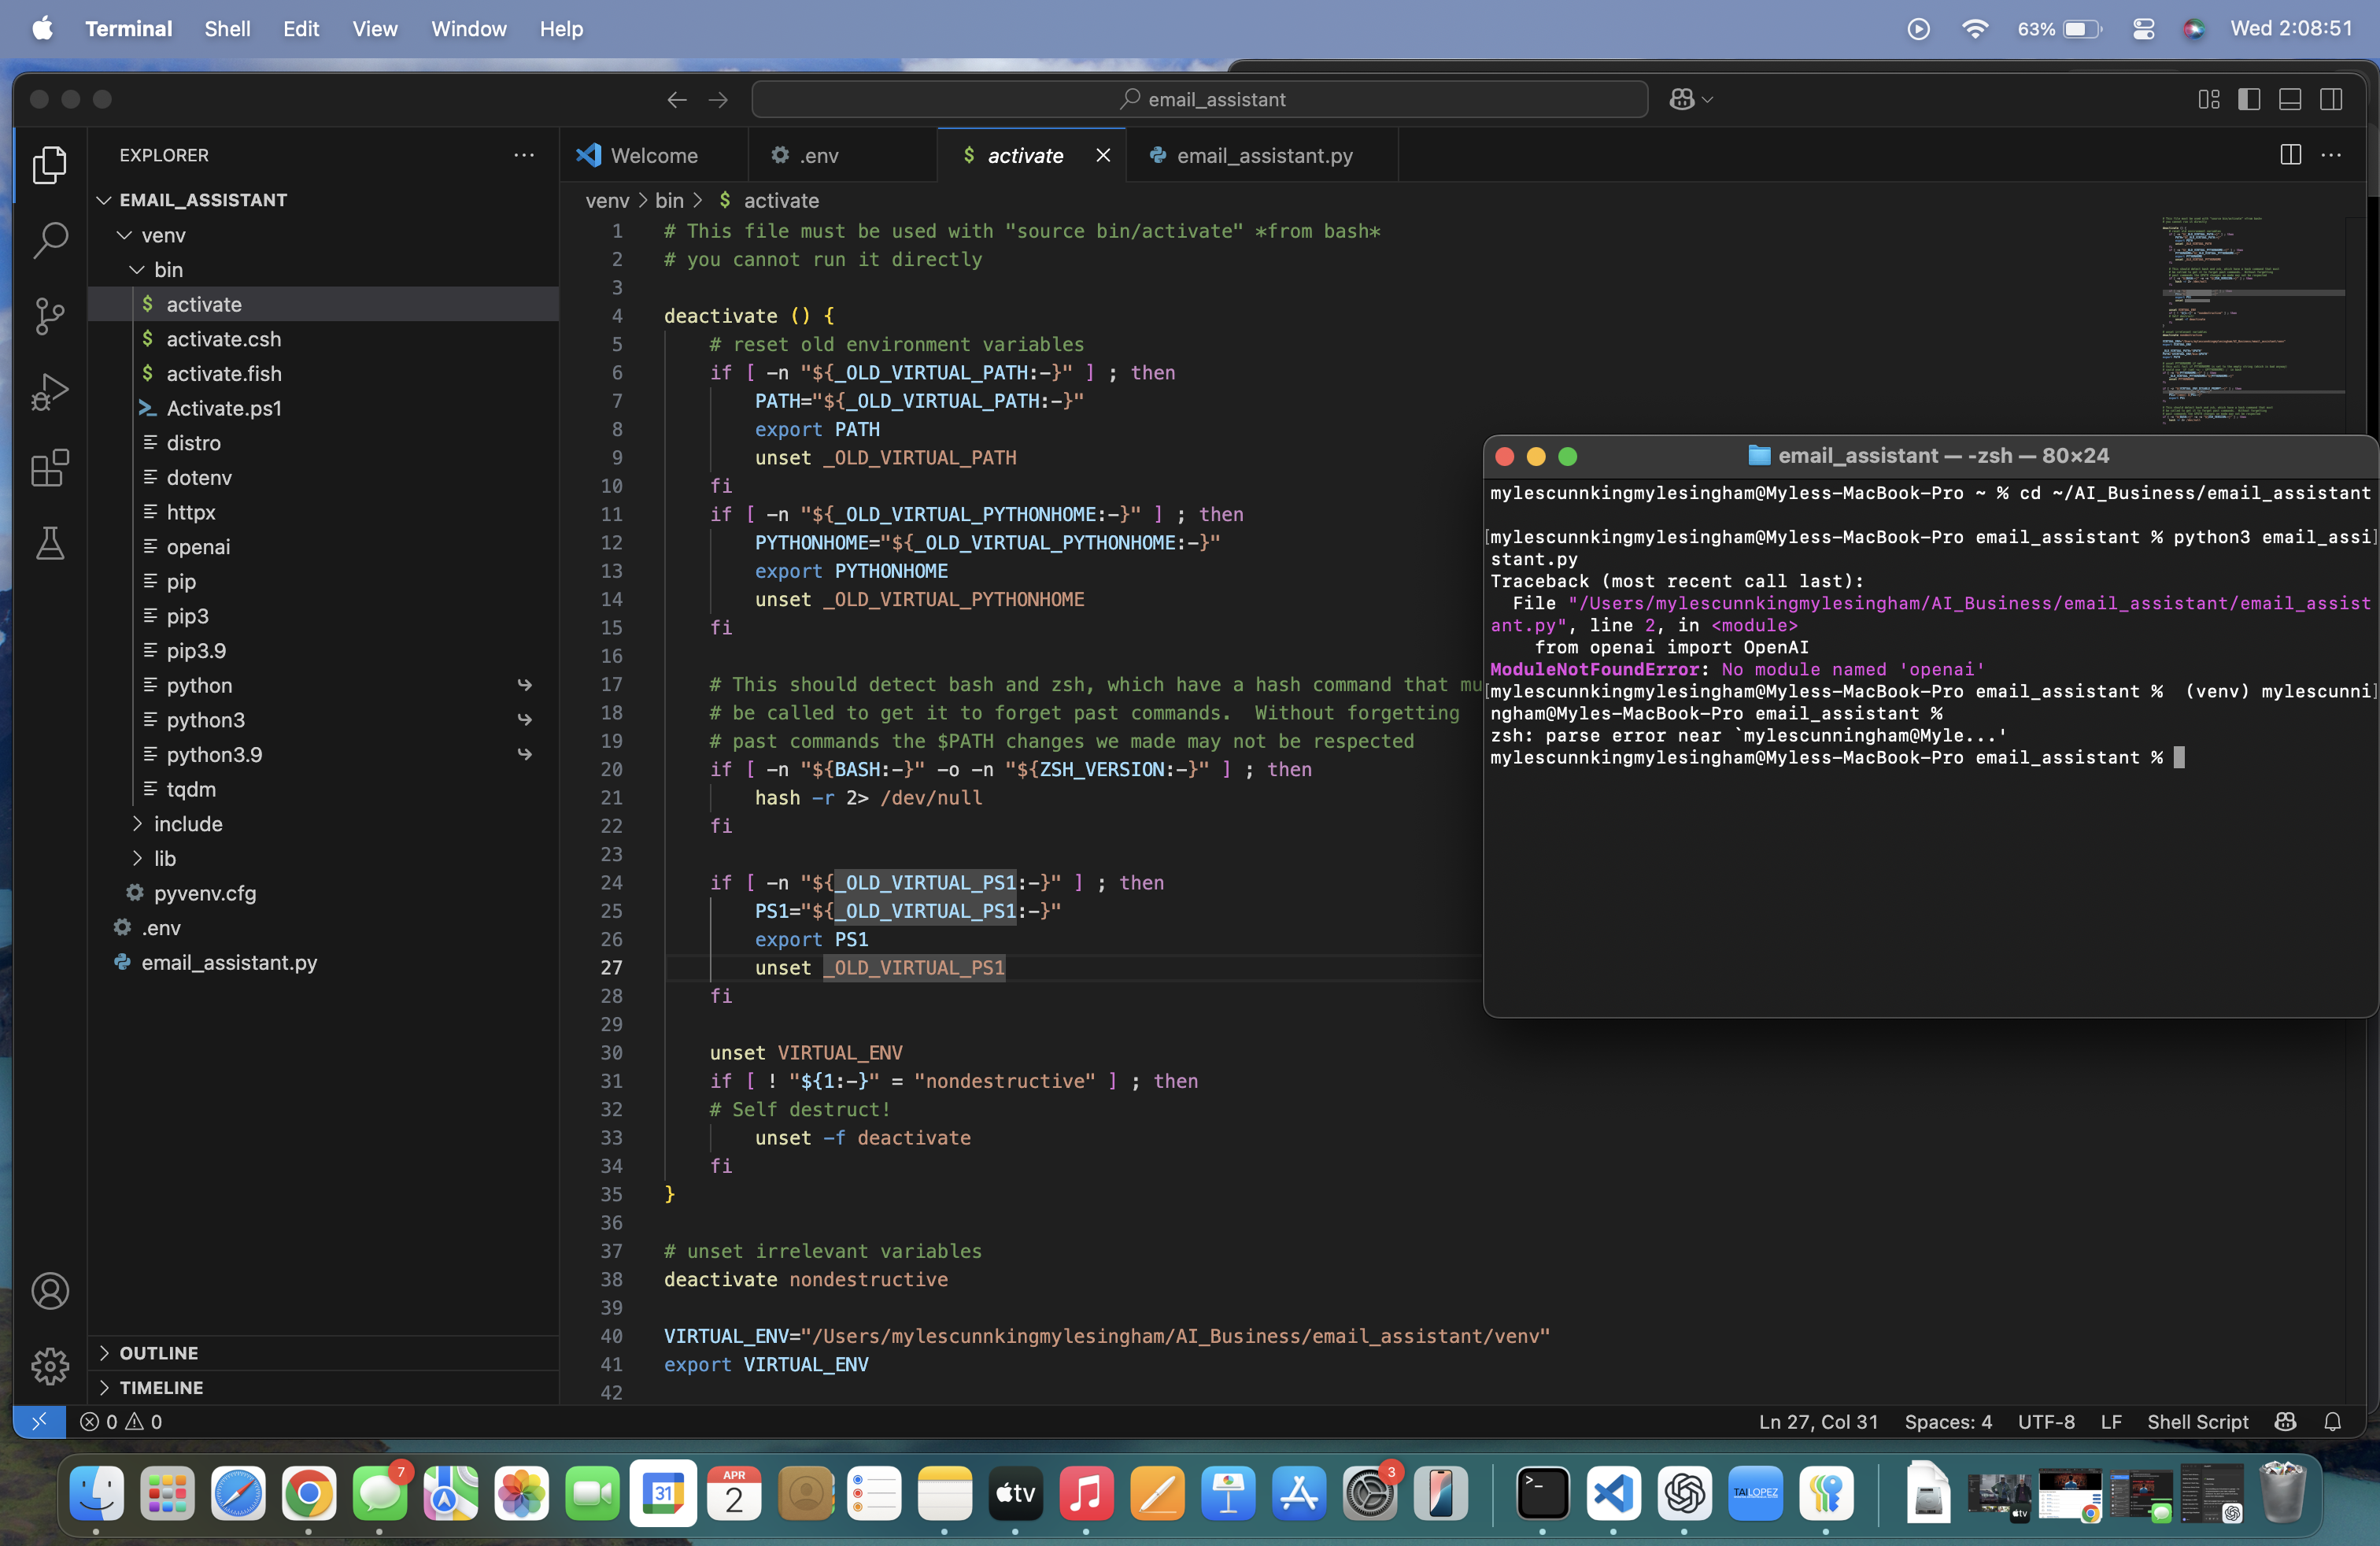 Terminal Shell Edit View Window Help 63% Wed 2:08:51
email_assistant
EXPLORER
EMAIL_ASSISTANT
venv
bin
activate
activate.csh
activate.fish
Activate.ps1
distro
dotenv
httpx
openai
pip
pip3
pip3.9
python
python3
python3.9
tqdm
include
lib
pyvenv.cfg
.env
email_assistant.py
OUTLINE
TIMELINE
Welcome .env $ activate email_assistant.py
venv > bin > $ activate
1 # This file must be used with "source bin/activate" *from bash*
2 # you cannot run it directly
3
4 deactivate () {
5 # reset old environment variables
6 if [ -n "${_OLD_VIRTUAL_PATH:-}" ] ; then
7 PATH="${_OLD_VIRTUAL_PATH:-}"
8 export PATH
9 unset _OLD_VIRTUAL_PATH
10 fi
11 if [ -n "${_OLD_VIRTUAL_PYTHONHOME:-}" ] ; then
12 PYTHONHOME="${_OLD_VIRTUAL_PYTHONHOME:-}"
13 export PYTHONHOME
14 unset _OLD_VIRTUAL_PYTHONHOME
15 fi
16
17 # This should detect bash and zsh, which have a hash command that mu
18 # be called to get it to forget past commands.  Without forgetting
19 # past commands the $PATH changes we made may not be respected
20 if [ -n "${BASH:-}" -o -n "${ZSH_VERSION:-}" ] ; then
21 hash -r 2> /dev/null
22 fi
23
24 if [ -n "${_OLD_VIRTUAL_PS1:-}" ] ; then
25 PS1="${_OLD_VIRTUAL_PS1:-}"
26 export PS1
27 unset _OLD_VIRTUAL_PS1
28 fi
29
30 unset VIRTUAL_ENV
31 if [ ! "${1:-}" = "nondestructive" ] ; then
32 # Self destruct!
33 unset -f deactivate
34 fi
35 }
36
37 # unset irrelevant variables
38 deactivate nondestructive
39
40 VIRTUAL_ENV="/Users/mylescunnkingmylesingham/AI_Business/email_assistant/venv"
41 export VIRTUAL_ENV
42
email_assistant — -zsh — 80×24
mylescunnkingmylesingham@Myless-MacBook-Pro ~ % cd ~/AI_Business/email_assistant
[mylescunnkingmylesingham@Myless-MacBook-Pro email_assistant % python3 email_assi]
stant.py
Traceback (most recent call last):
File "/Users/mylescunnkingmylesingham/AI_Business/email_assistant/email_assist
ant.py", line 2, in <module>
from openai import OpenAI
ModuleNotFoundError: No module named 'openai'
[mylescunnkingmylesingham@Myless-MacBook-Pro email_assistant %  (venv) mylescunni]
ngham@Myles-MacBook-Pro email_assistant %
zsh: parse error near `mylescunningham@Myle...'
mylescunnkingmylesingham@Myless-MacBook-Pro email_assistant %
0 0 Ln 27, Col 31 Spaces: 4 UTF-8 LF Shell Script
7
31
APR
2
tv
3
>_
TAI LOPEZ